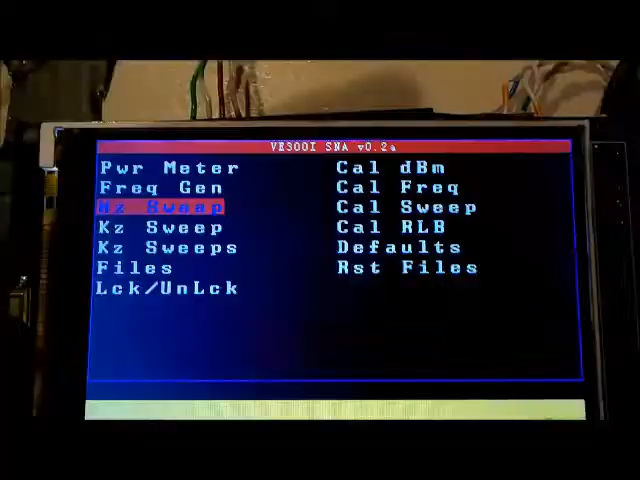 VE3OOI SNA v0.2a
Pwr Meter
Freq Gen
Hz Sweep
Kz Sweep
Kz Sweeps
Files
Lck/UnLck
Cal dBm
Cal Freq
Cal Sweep
Cal RLB
Defaults
Rst Files